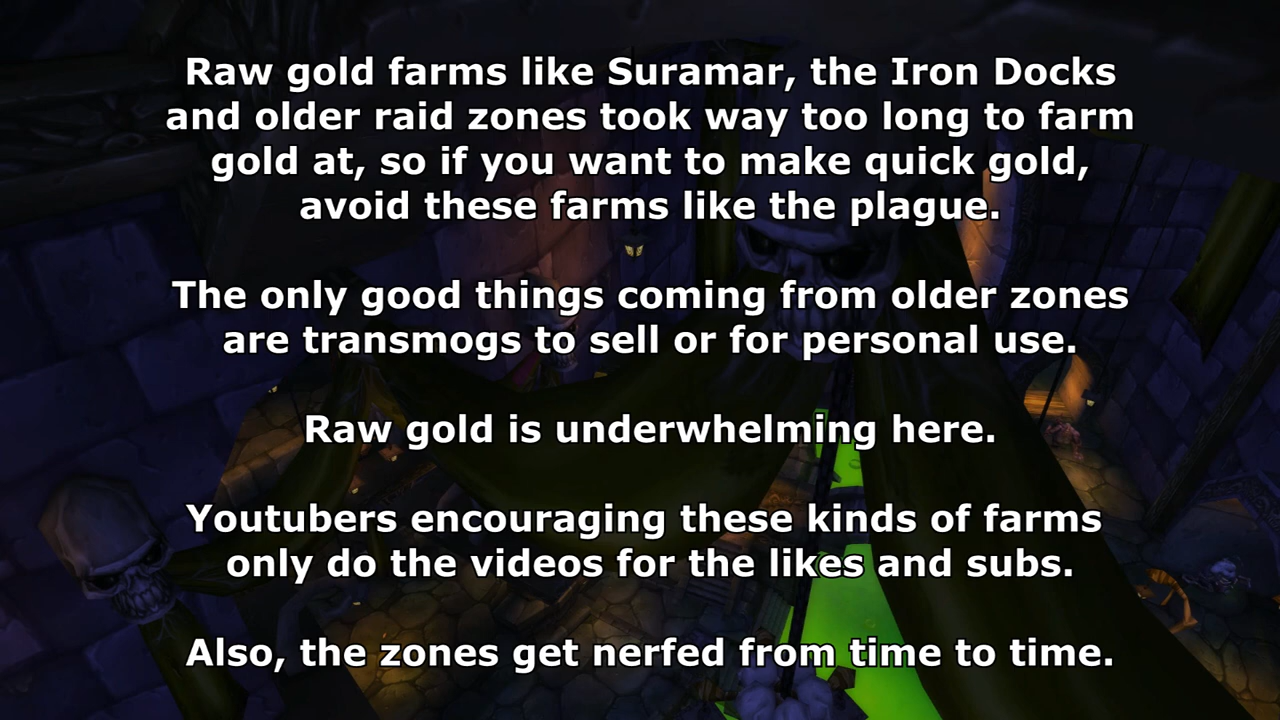 Raw gold farms like Suramar, the Iron Docks
and older raid zones took way too long to farm
gold at, so if you want to make quick gold,
avoid these farms like the plague.
The only good things coming from older zones
are transmogs to sell or for personal use.
Raw gold is underwhelming here.
Youtubers encouraging these kinds of farms
only do the videos for the likes and subs.
Also, the zones get nerfed from time to time.